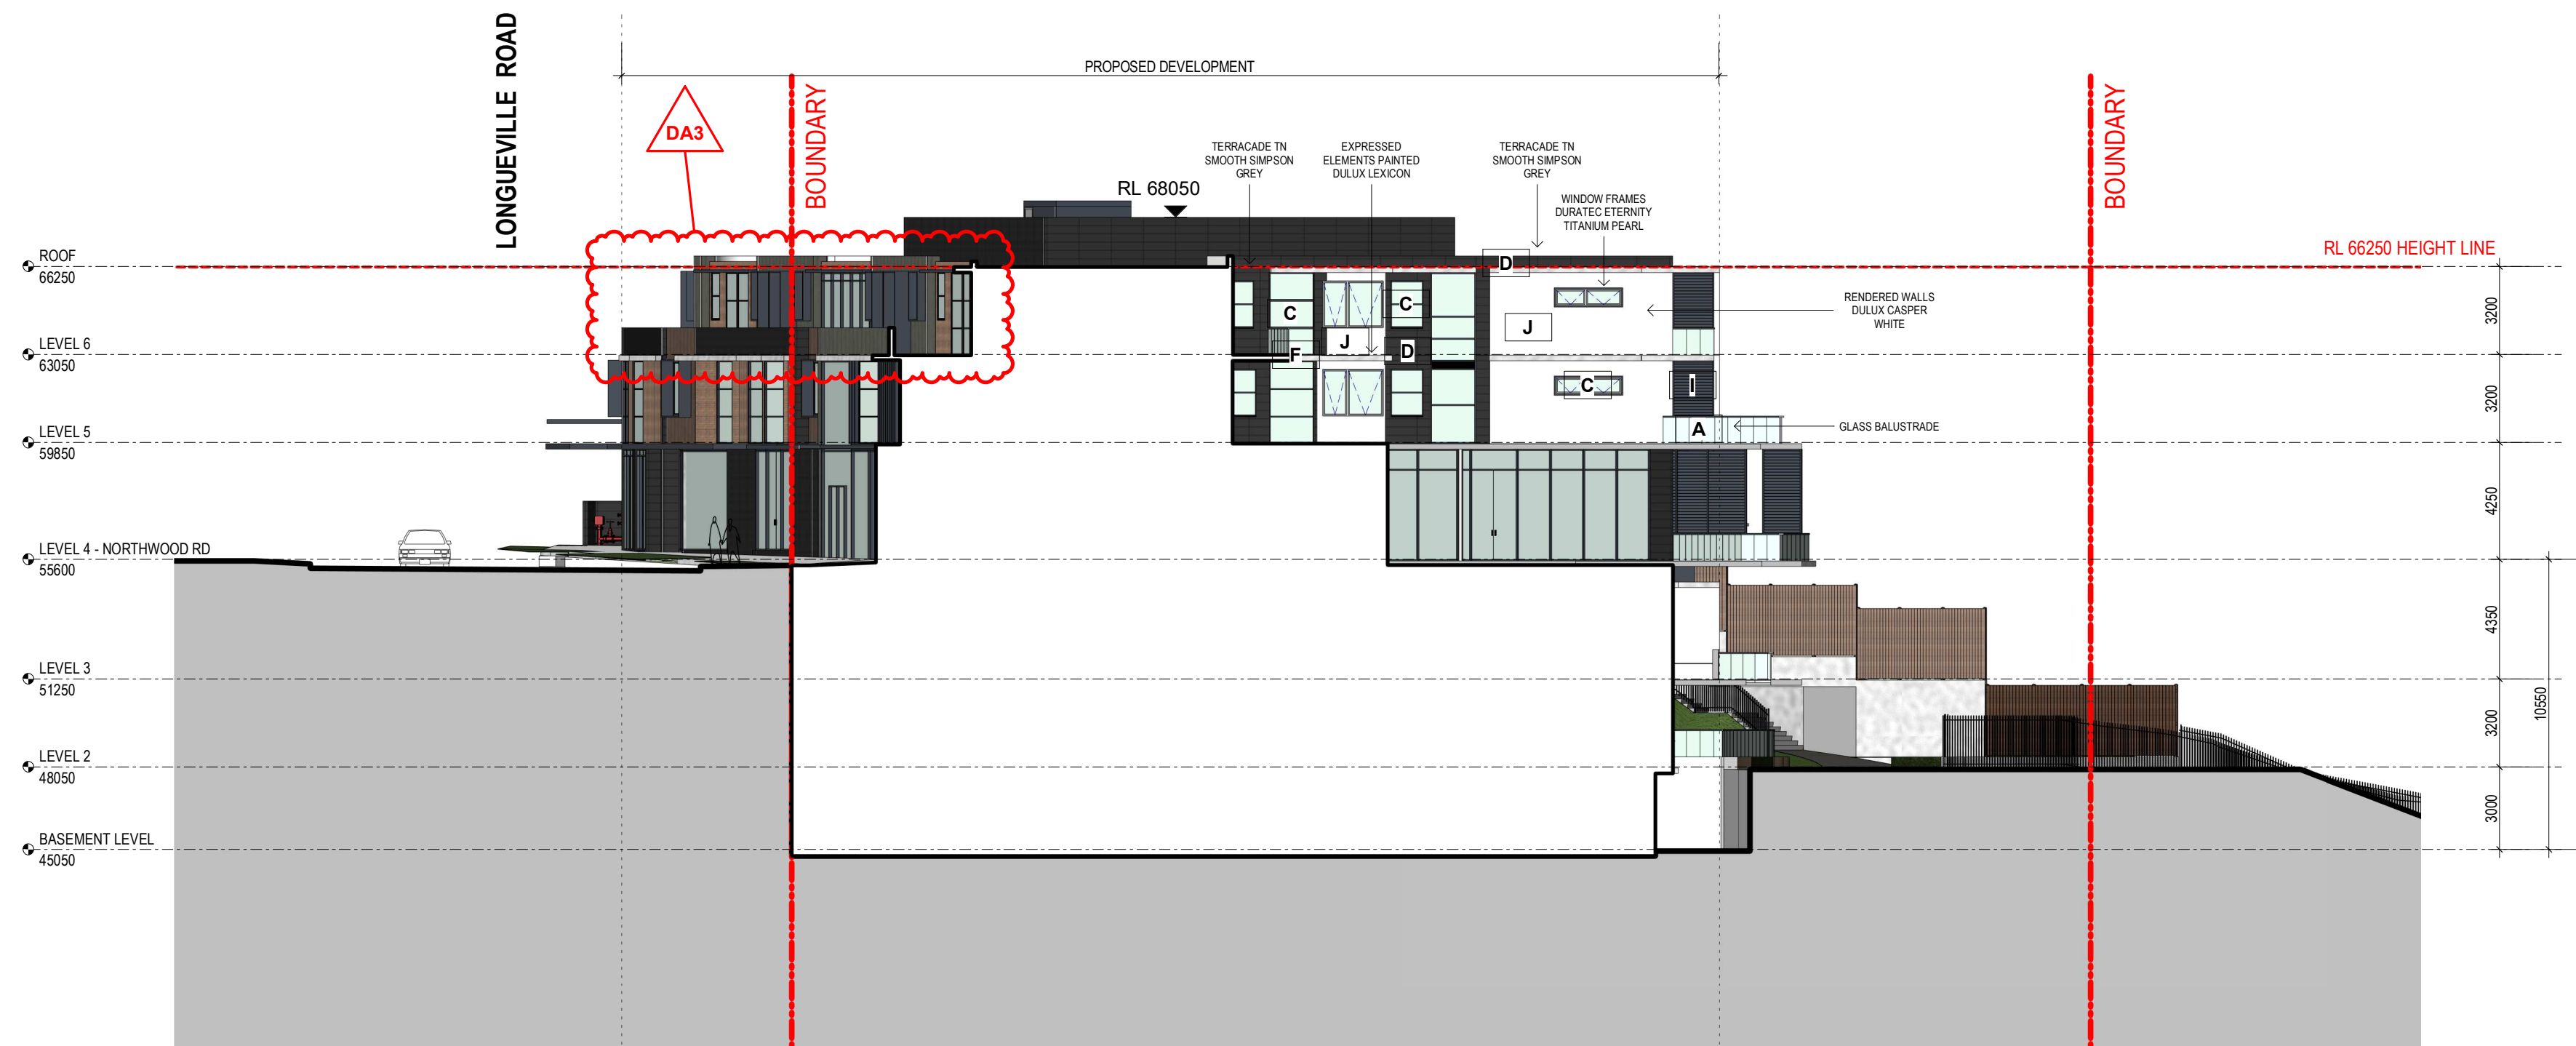 LONGUEVILLE ROAD
PROPOSED DEVELOPMENT
DA3
BOUNDARY
BOUNDARY
TERRACADE TN
SMOOTH SIMPSON
GREY
EXPRESSED
ELEMENTS PAINTED
DULUX LEXICON
TERRACADE TN
SMOOTH SIMPSON
GREY
WINDOW FRAMES
DURATEC ETERNITY
TITANIUM PEARL
RL 68050
RL 66250 HEIGHT LINE
ROOF
66250
LEVEL 6
63050
LEVEL 5
59850
LEVEL 4 - NORTHWOOD RD
55600
LEVEL 3
51250
LEVEL 2
48050
BASEMENT LEVEL
45050
D
C
C
J
J
F
D
C
I
A
RENDERED WALLS
DULUX CASPER
WHITE
GLASS BALUSTRADE
3200
3200
4250
4350
3200
3000
10550